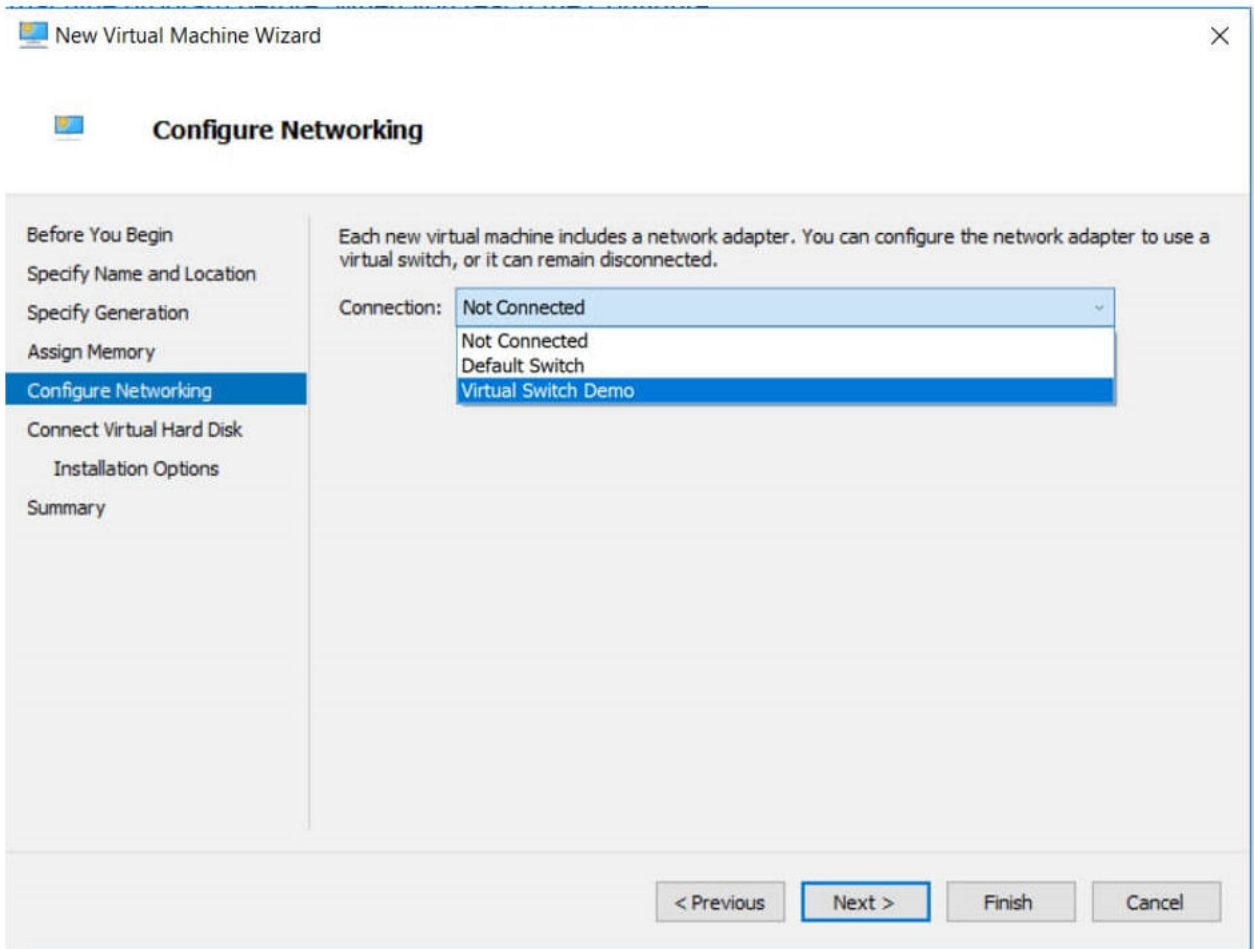 New Virtual Machine Wizard
Configure Networking
Before You Begin
Specify Name and Location
Specify Generation
Assign Memory
Configure Networking
Connect Virtual Hard Disk
Installation Options
Summary
Each new virtual machine includes a network adapter. You can configure the network adapter to use a
virtual switch, or it can remain disconnected.
Connection: Not Connected
Not Connected
Default Switch
Virtual Switch Demo
< Previous
Next >
Finish
Cancel